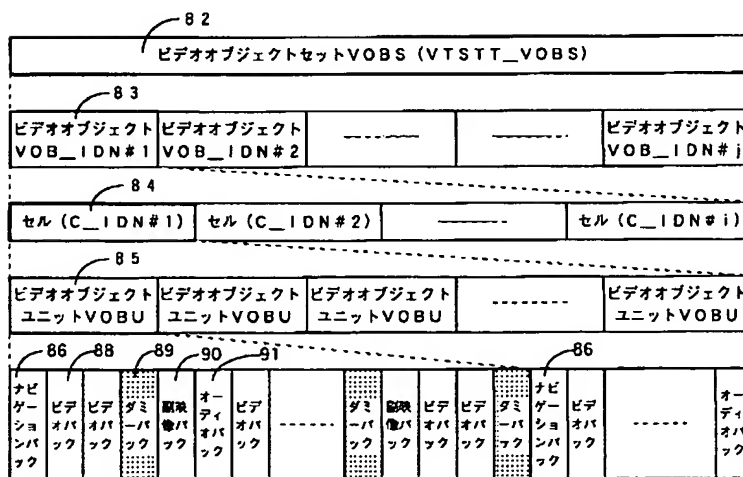 82
ビデオオブジェクトセットVOBS (VTSTT_VOBS)
83
ビデオオブジェクト
VOB_IDN#1
ビデオオブジェクト
VOB_IDN#2
ビデオオブジェクト
VOB_IDN#j
84
セル (C_IDN#1)
セル (C_IDN#2)
セル (C_IDN#i)
85
ビデオオブジェクト
ユニットVOBU
ビデオオブジェクト
ユニットVOBU
ビデオオブジェクト
ユニットVOBU
ビデオオブジェクト
ユニットVOBU
86
88
89
90
91
86
ナビゲーションパック
ビデオパック
ビデオパック
ダミーパック
副映像パック
オーディオパック
ビデオパック
ダミーパック
副映像パック
ビデオパック
ビデオパック
ダミーパック
ナビゲーションパック
ビデオパック
オーディオパック